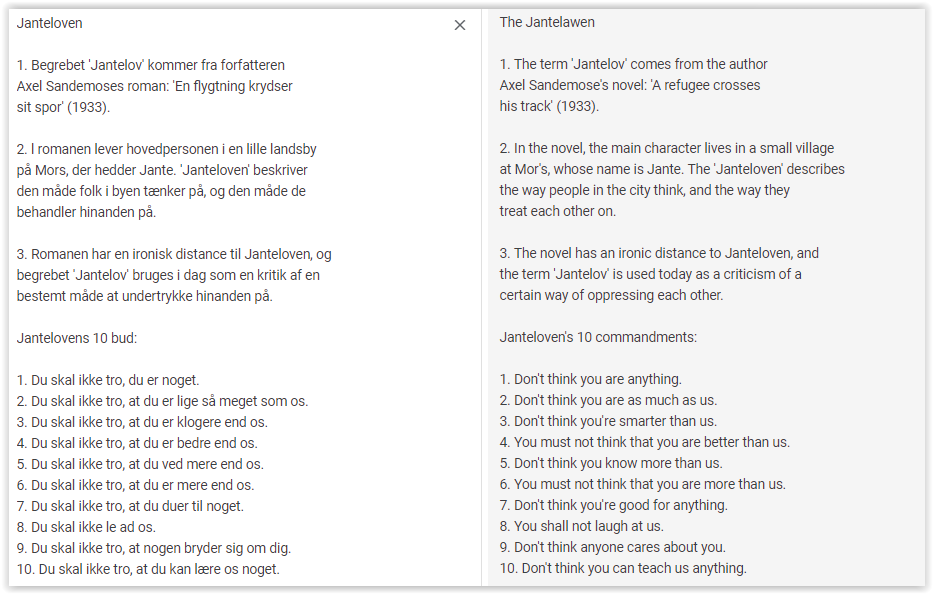 Janteloven
1. Begrebet 'Jantelov' kommer fra forfatteren
Axel Sandemoses roman: 'En flygtning krydser
sit spor' (1933).
2. I romanen lever hovedpersonen i en lille landsby
på Mors, der hedder Jante. 'Janteloven' beskriver
den måde folk i byen tænker på, og den måde de
behandler hinanden på.
3. Romanen har en ironisk distance til Janteloven, og
begrebet 'Jantelov' bruges i dag som en kritik af en
bestemt måde at undertrykke hinanden på.
Jantelovens 10 bud:
1. Du skal ikke tro, du er noget.
2. Du skal ikke tro, at du er lige så meget som os.
3. Du skal ikke tro, at du er klogere end os.
4. Du skal ikke tro, at du er bedre end os.
5. Du skal ikke tro, at du ved mere end os.
6. Du skal ikke tro, at du er mere end os.
7. Du skal ikke tro, at du duer til noget.
8. Du skal ikke le ad os.
9. Du skal ikke tro, at nogen bryder sig om dig.
10. Du skal ikke tro, at du kan lære os noget.
The Jantelawen
1. The term 'Jantelov' comes from the author
Axel Sandemose's novel: 'A refugee crosses
his track' (1933).
2. In the novel, the main character lives in a small village
at Mor's, whose name is Jante. The 'Janteloven' describes
the way people in the city think, and the way they
treat each other on.
3. The novel has an ironic distance to Janteloven, and
the term 'Jantelov' is used today as a criticism of a
certain way of oppressing each other.
Janteloven's 10 commandments:
1. Don't think you are anything.
2. Don't think you are as much as us.
3. Don't think you're smarter than us.
4. You must not think that you are better than us.
5. Don't think you know more than us.
6. You must not think that you are more than us.
7. Don't think you're good for anything.
8. You shall not laugh at us.
9. Don't think anyone cares about you.
10. Don't think you can teach us anything.